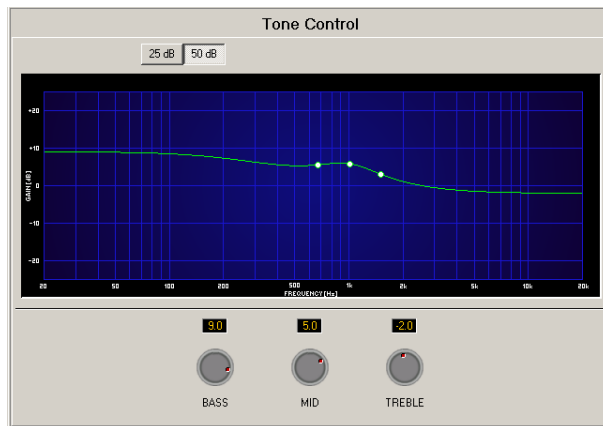 Tone Control
25 dB 50 dB
+20
+10
0
-10
-20
GAIN[dB]
20 50 100 200 500 1k 2k 5k 10k 20k
FREQUENCY[Hz]
9.0 5.0 -2.0
BASS MID TREBLE